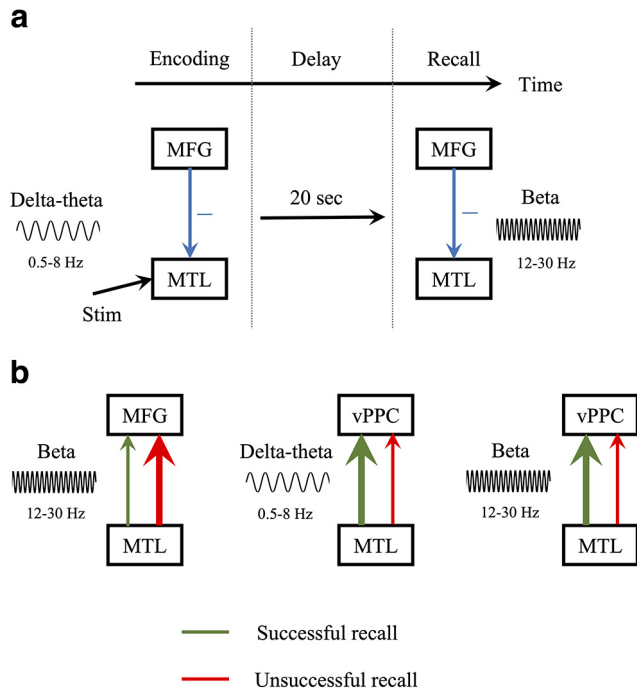 a
Encoding Delay Recall
Time
MFG MFG
Delta-theta 20 sec Beta
0.5-8 Hz 12-30 Hz
MTL MTL
Stim
b
MFG vPPC vPPC
Beta Delta-theta Beta
12-30 Hz 0.5-8 Hz 12-30 Hz
MTL MTL MTL
Successful recall
Unsuccessful recall